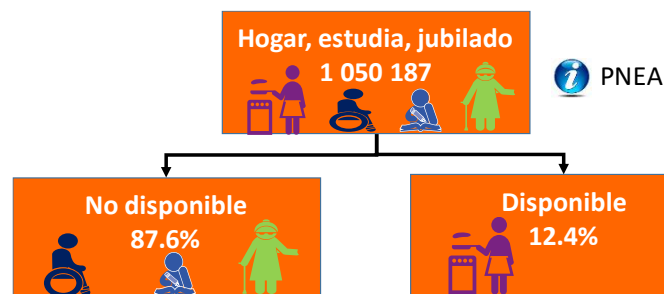 Hogar, estudia, jubilado
1 050 187
i PNEA
No disponible
87.6%
Disponible
12.4%